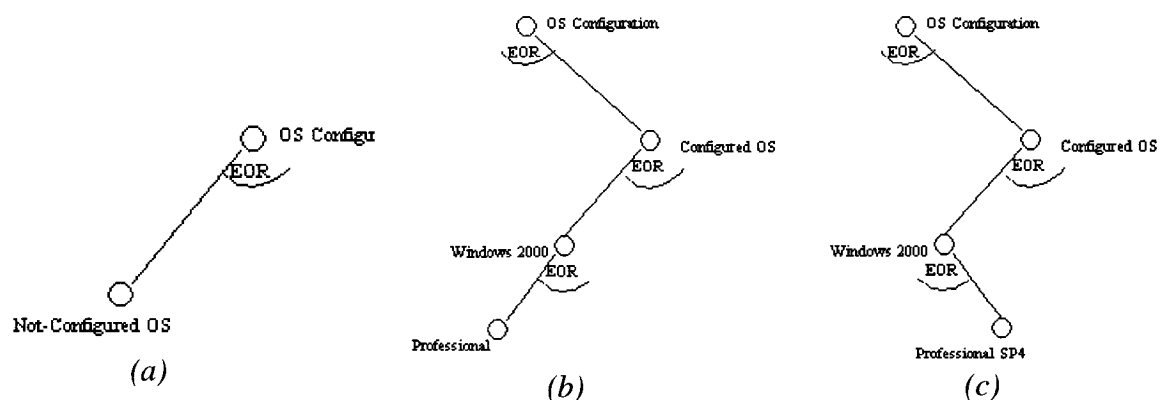 OS Configu
EOR
Not-Configured OS
(a)
OS Configuration
EOR
Configured OS
EOR
Windows 2000
EOR
Professional
(b)
OS Configuration
EOR
Configured OS
EOR
Windows 2000
EOR
Professional SP4
(c)